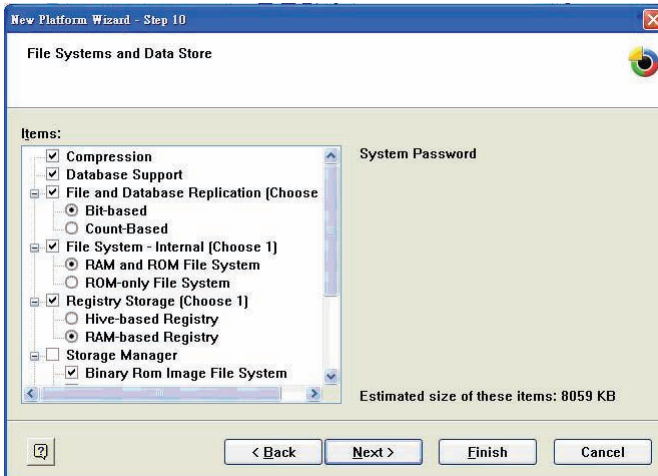 New Platform Wizard - Step 10
File Systems and Data Store
Items:
Compression
Database Support
File and Database Replication (Choose
Bit-based
Count-Based
File System - Internal (Choose 1)
RAM and ROM File System
ROM-only File System
Registry Storage (Choose 1)
Hive-based Registry
RAM-based Registry
Storage Manager
Binary Rom Image File System
System Password
Estimated size of these items: 8059 KB
?
< Back
Next >
Finish
Cancel